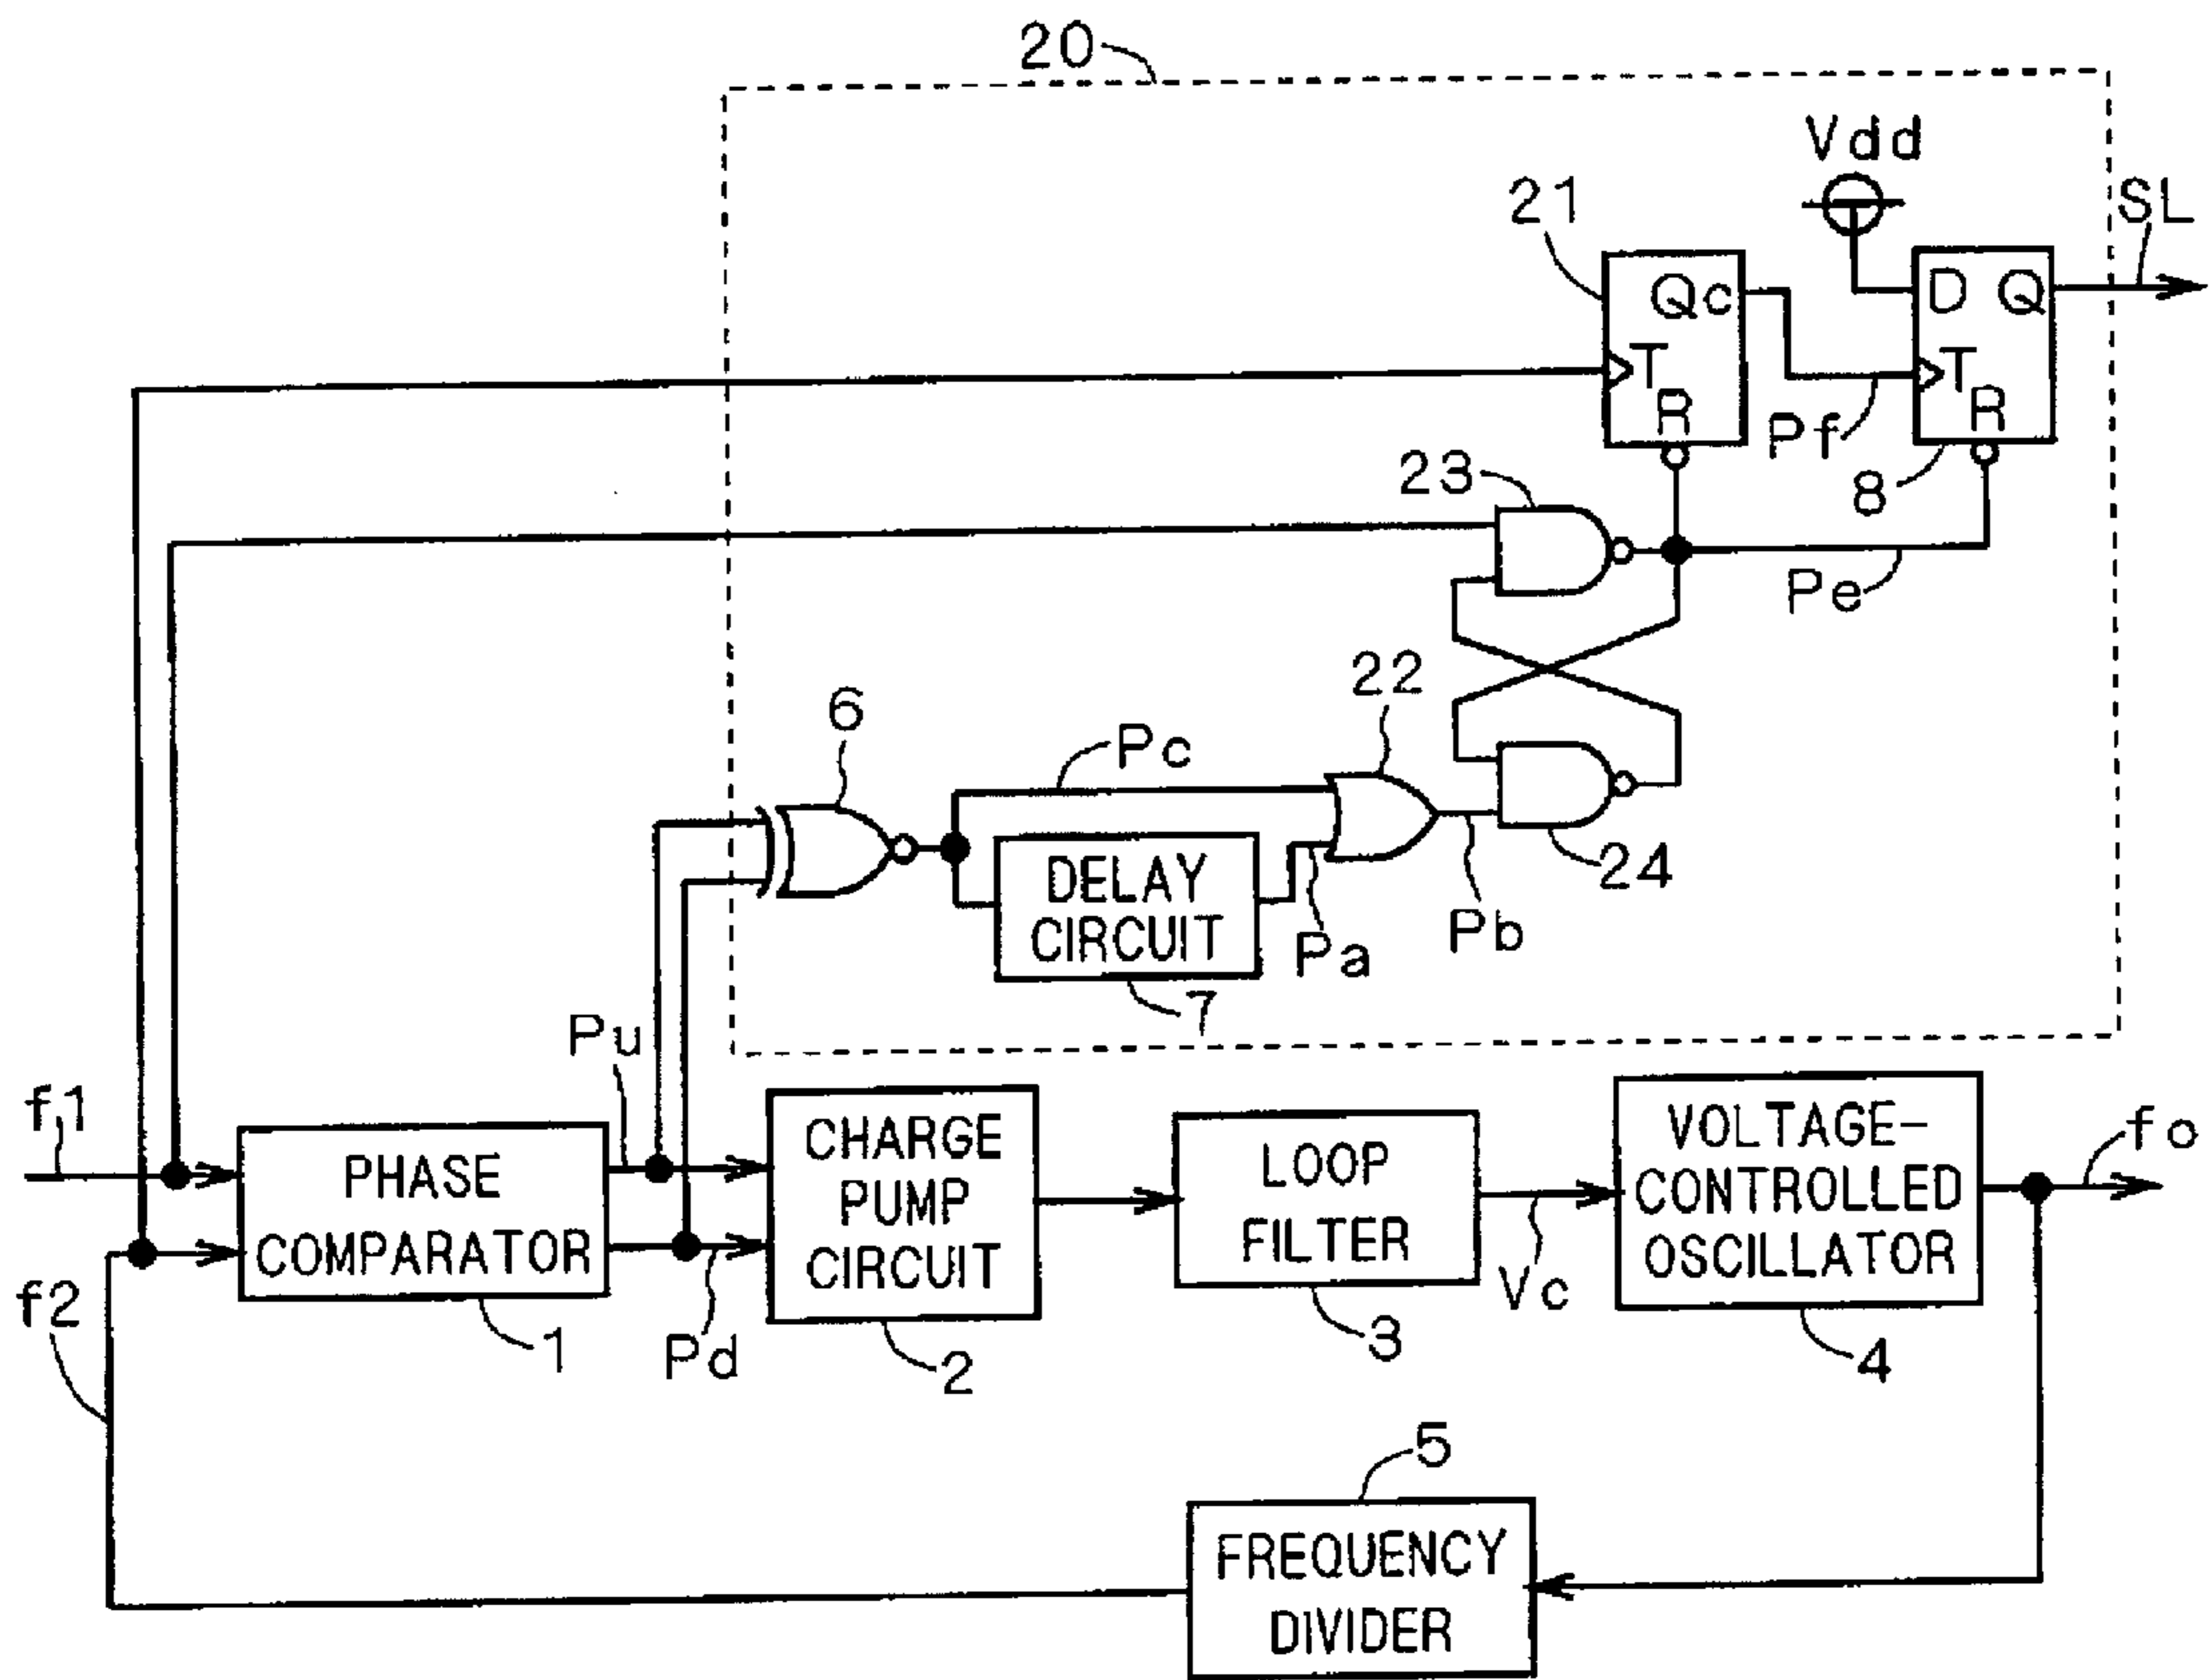 20
Vdd
21
SL
Qc
D Q
T
R
T
R
Pf
23
8
Pe
22
6
Pc
24
DELAY
CIRCUIT
Pa
Pb
7
Pu
f1
PHASE
COMPARATOR
CHARGE
PUMP
CIRCUIT
LOOP
FILTER
VOLTAGE-
CONTROLLED
OSCILLATOR
fo
f2
Vc
1
Pd
2
3
4
5
FREQUENCY
DIVIDER